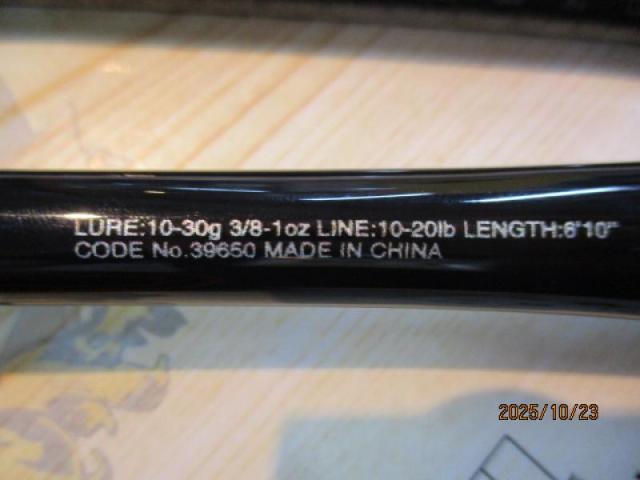 LURE:10-30g 3/8-1oz LINE:10-20lb LENGTH:6'10"
CODE No.39650 MADE IN CHINA
2025/10/23